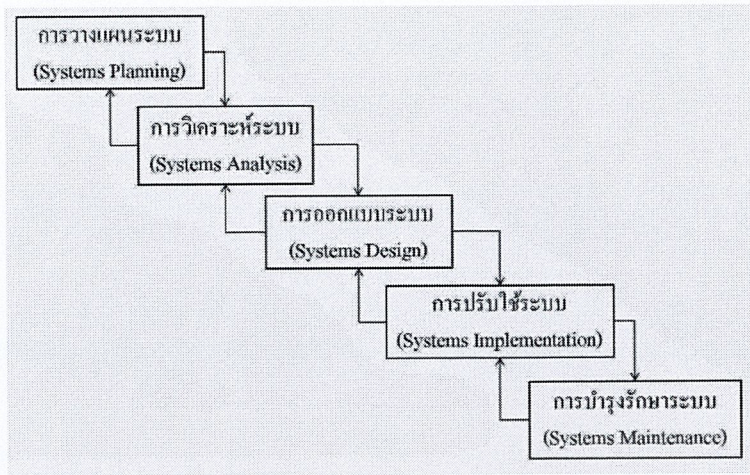 การวางแผนระบบ
(Systems Planning)
การวิเคราะห์ระบบ
(Systems Analysis)
การออกแบบระบบ
(Systems Design)
การปรับใช้ระบบ
(Systems Implementation)
การบำรุงรักษาระบบ
(Systems Maintenance)